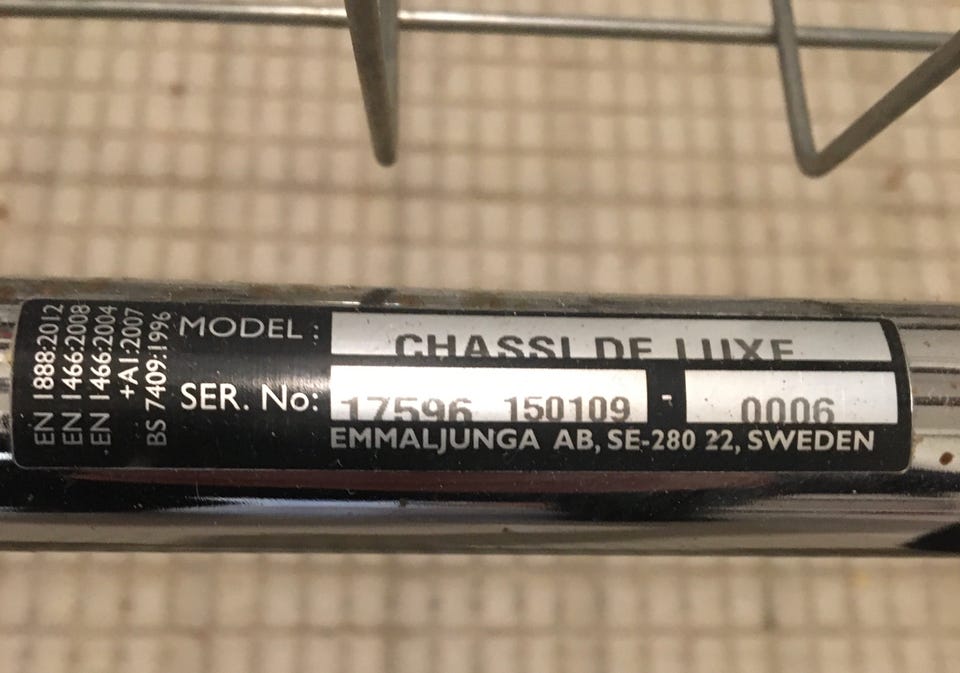 EN 1888:2012
EN 1466:2008
EN 1466:2004
+A1:2007
BS 7409:1996
MODEL :
CHASSI DE LUXE
SER. No:
17596 150109 - 0006
EMMALJUNGA AB, SE-280 22, SWEDEN